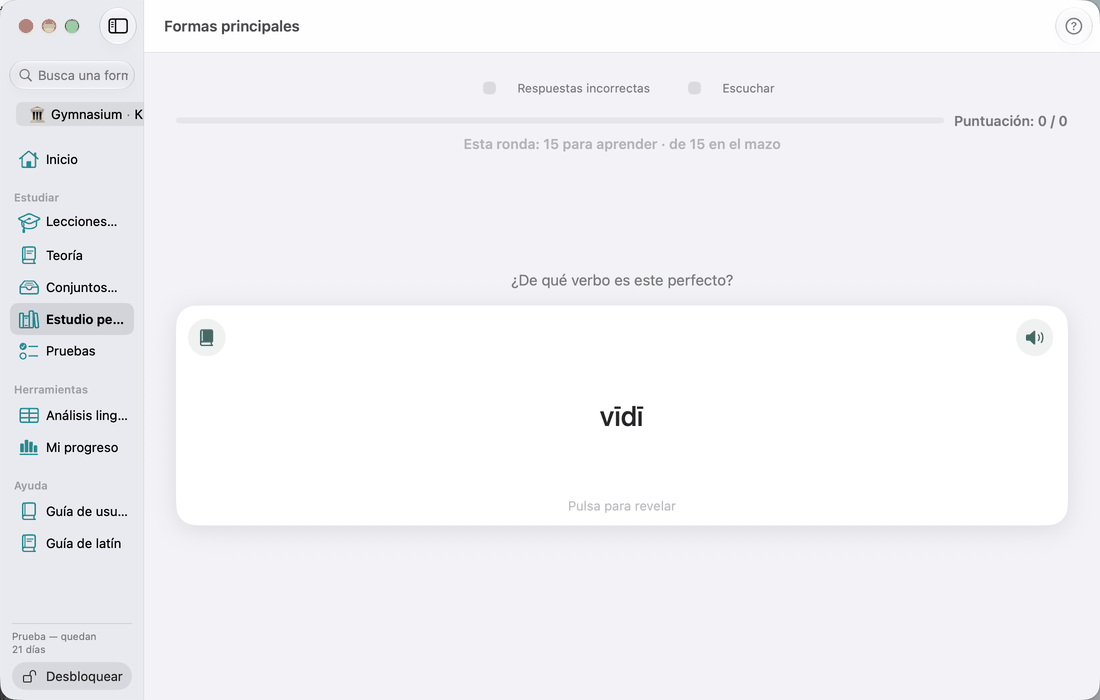 Formas principales
Busca una form
Gymnasium · K
Inicio
Estudiar
Lecciones...
Teoría
Conjuntos...
Estudio pe...
Pruebas
Herramientas
Análisis ling...
Mi progreso
Ayuda
Guía de usu...
Guía de latín
Prueba — quedan
21 días
Desbloquear
Respuestas incorrectas
Escuchar
Puntuación: 0 / 0
Esta ronda: 15 para aprender · de 15 en el mazo
¿De qué verbo es este perfecto?
vīdī
Pulsa para revelar